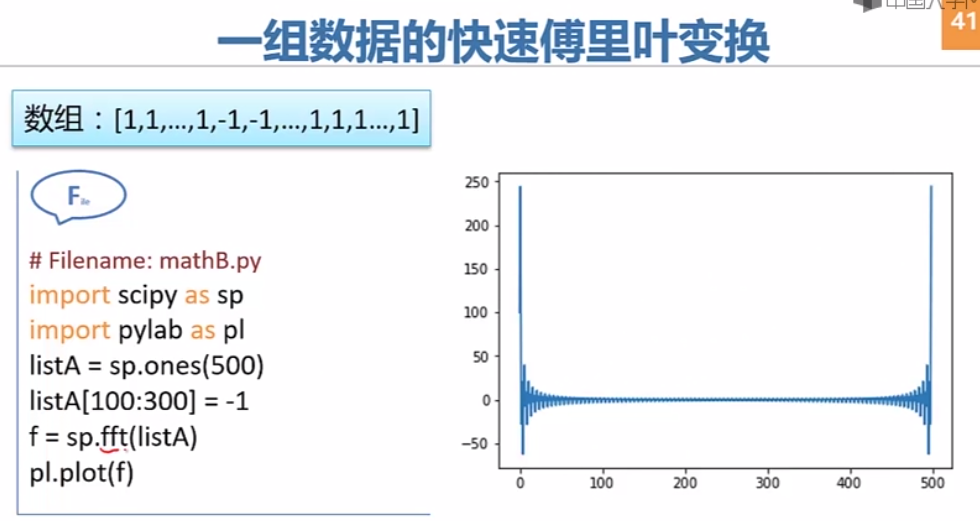 41
一组数据的快速傅里叶变换
数组：[1,1,...,1,-1,-1,...,1,1,1...,1]
File
# Filename: mathB.py
import scipy as sp
import pylab as pl
listA = sp.ones(500)
listA[100:300] = -1
f = sp.fft(listA)
pl.plot(f)
250
200
150
100
50
0
−50
0 100 200 300 400 500